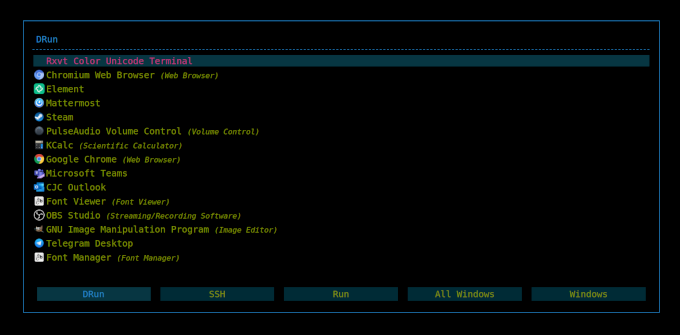 DRun
Rxvt Color Unicode Terminal
Chromium Web Browser (Web Browser)
Element
Mattermost
Steam
PulseAudio Volume Control (Volume Control)
KCalc (Scientific Calculator)
Google Chrome (Web Browser)
Microsoft Teams
CJC Outlook
Font Viewer (Font Viewer)
OBS Studio (Streaming/Recording Software)
GNU Image Manipulation Program (Image Editor)
Telegram Desktop
Font Manager (Font Manager)
DRun SSH Run All Windows Windows